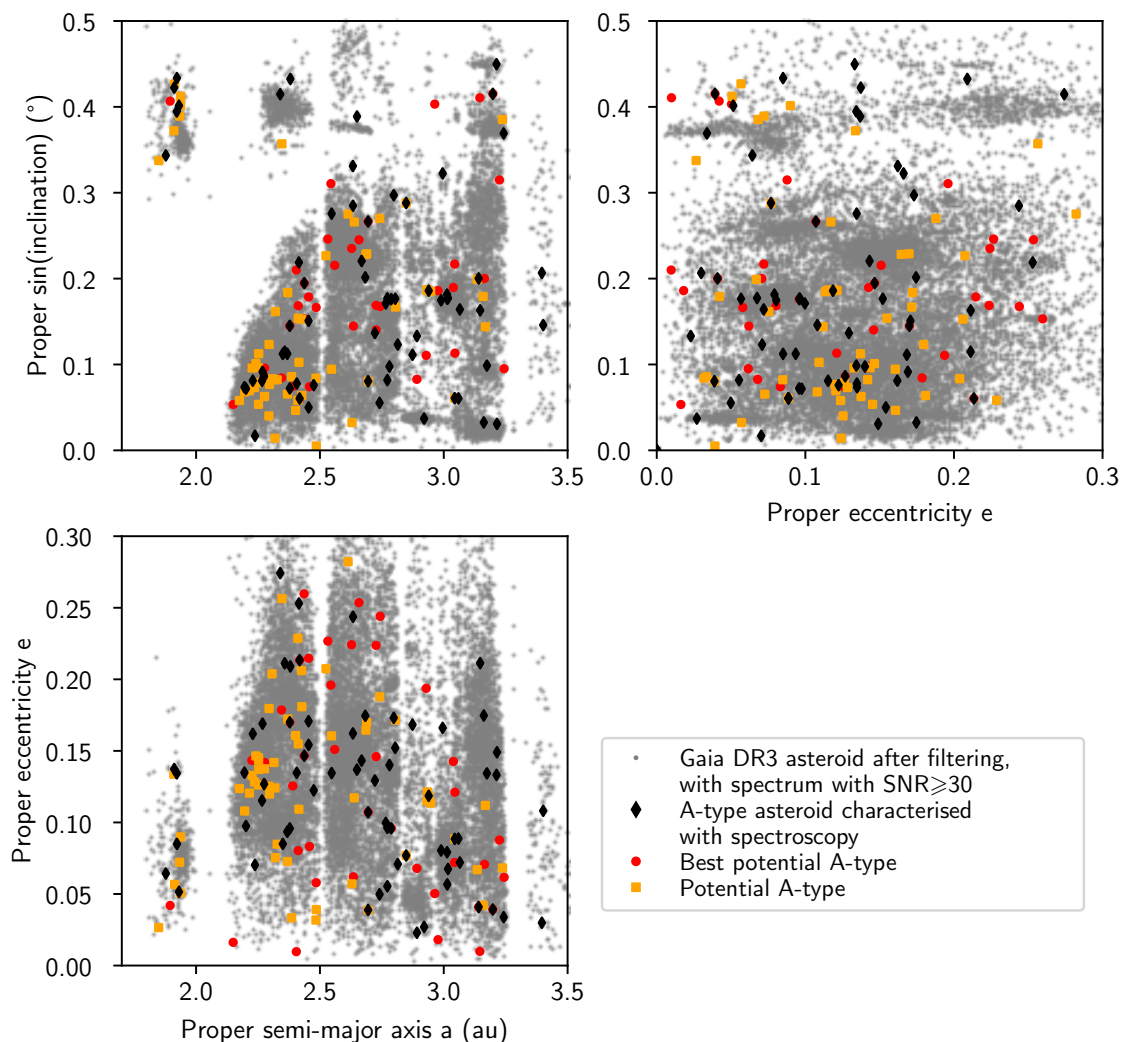 0.5
0.4
0.3
0.2
0.1
0.0
Proper sin(inclination) (°)
2.0 2.5 3.0 3.5
0.5
0.4
0.3
0.2
0.1
0.0
0.0 0.1 0.2 0.3
Proper eccentricity e
0.30
0.25
0.20
0.15
0.10
0.05
0.00
Proper eccentricity e
2.0 2.5 3.0 3.5
Proper semi-major axis a (au)
Gaia DR3 asteroid after filtering,
with spectrum with SNR⩾30
A-type asteroid characterised
with spectroscopy
Best potential A-type
Potential A-type